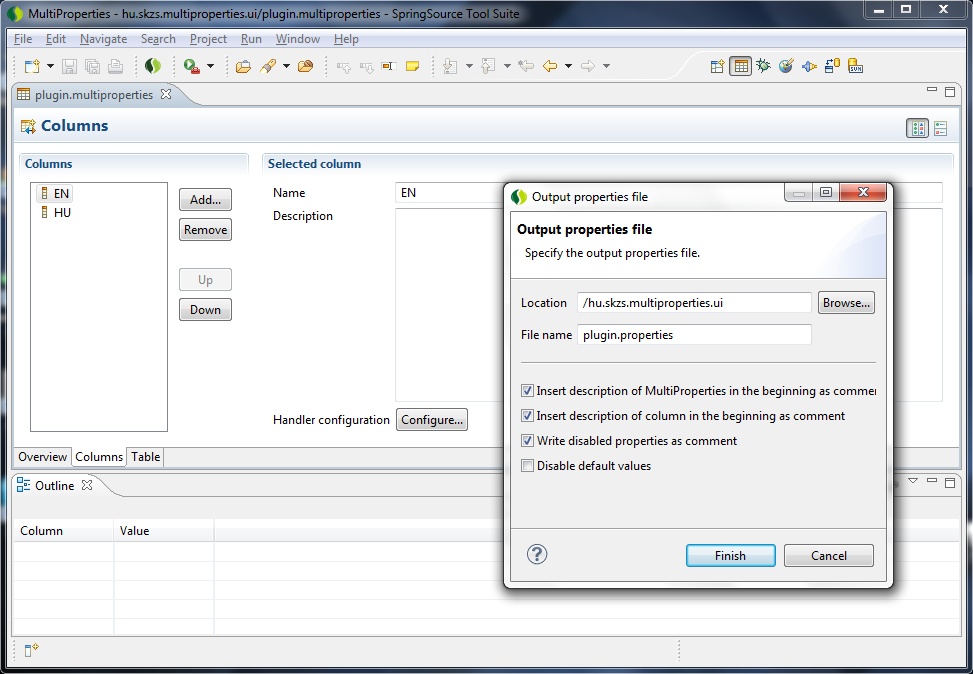 MultiProperties - hu.skzs.multiproperties.ui/plugin.multiProperties - SpringSource Tool Suite
File Edit Navigate Search Project Run Window Help
plugin.multiproperties
Columns
Columns
EN
HU
Add...
Remove
Up
Down
Selected column
Name EN
Description
Handler configuration Configure...
Overview Columns Table
Outline
Column Value
Output properties file
Output properties file
Specify the output properties file.
Location /hu.skzs.multiproperties.ui Browse...
File name plugin.properties
Insert description of MultiProperties in the beginning as comme
Insert description of column in the beginning as comment
Write disabled properties as comment
Disable default values
Finish Cancel